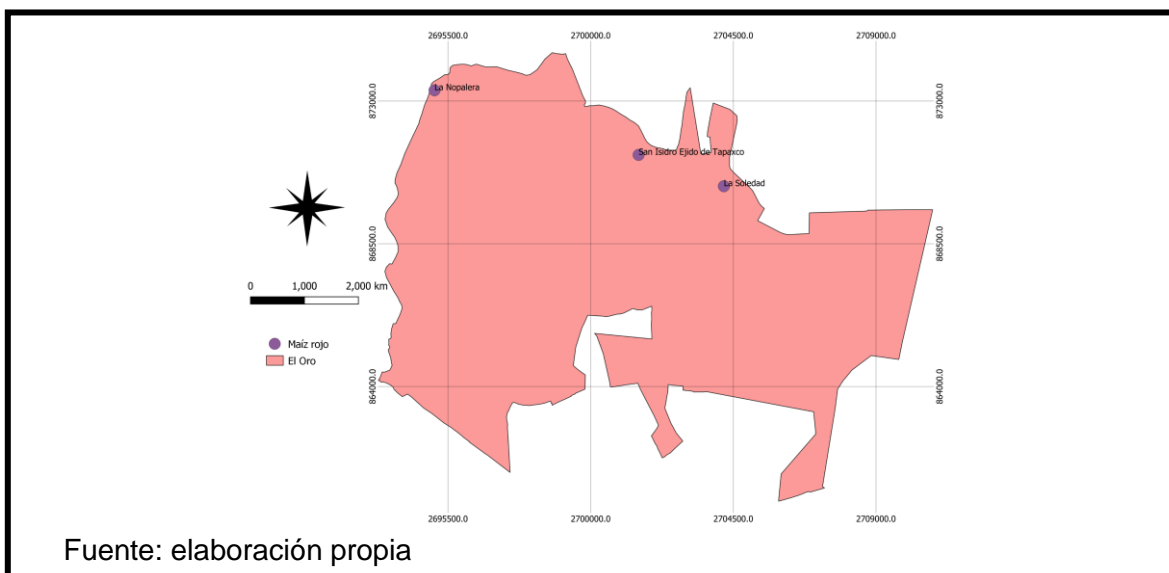 2695500.0 2700000.0 2704500.0 2709000.0
873000.0 873000.0
La Nopalera
San Isidro Ejido de Tapaxco
La Soledad
868500.0 868500.0
0 1,000 2,000 km
Maíz rojo
El Oro
864000.0 864000.0
2695500.0 2700000.0 2704500.0 2709000.0
Fuente: elaboración propia